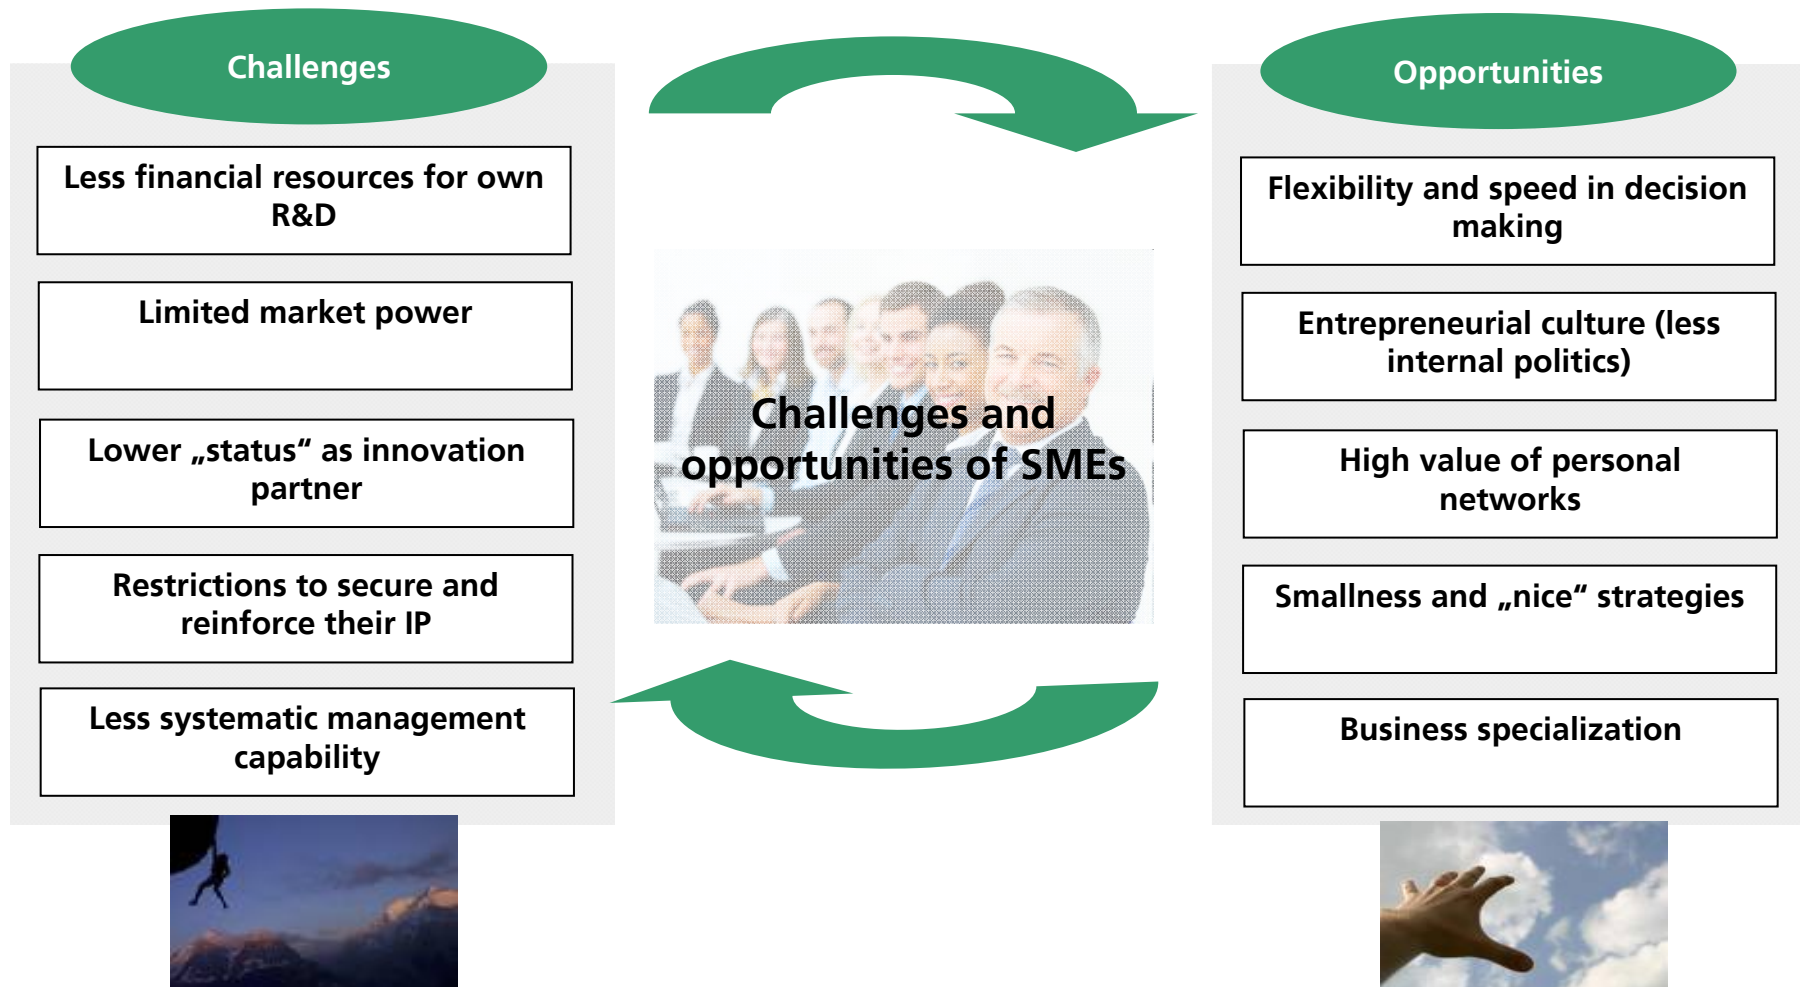 Challenges
Less financial resources for own
R&D
Limited market power
Lower „status“ as innovation
partner
Restrictions to secure and
reinforce their IP
Less systematic management
capability
Challenges and
opportunities of SMEs
Opportunities
Flexibility and speed in decision
making
Entrepreneurial culture (less
internal politics)
High value of personal
networks
Smallness and „nice“ strategies
Business specialization